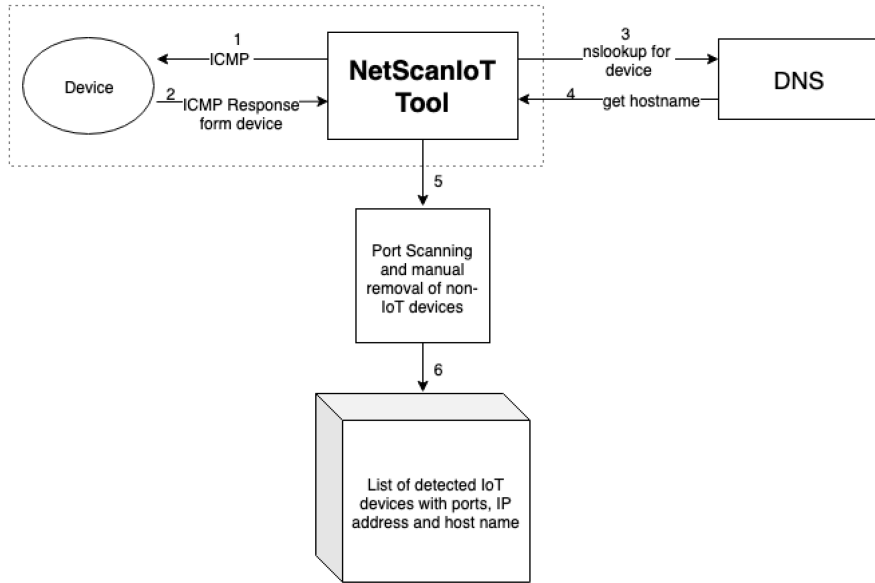 1
ICMP
Device
2
ICMP Response
form device
NetScanIoT
Tool
3
nslookup for
device
4
get hostname
DNS
5
Port Scanning
and manual
removal of non-
IoT devices
6
List of detected IoT
devices with ports, IP
address and host name